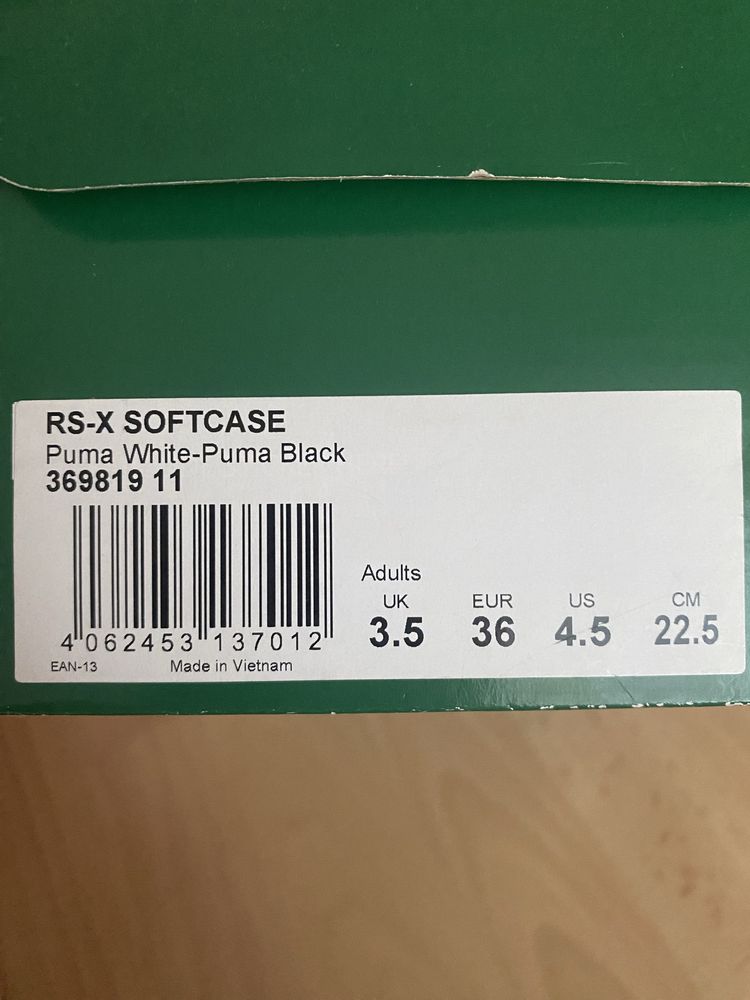 RS-X SOFTCASE
Puma White-Puma Black
369819 11
Adults
UK EUR US CM
3.5 36 4.5 22.5
4 062453 137012
EAN-13 Made in Vietnam